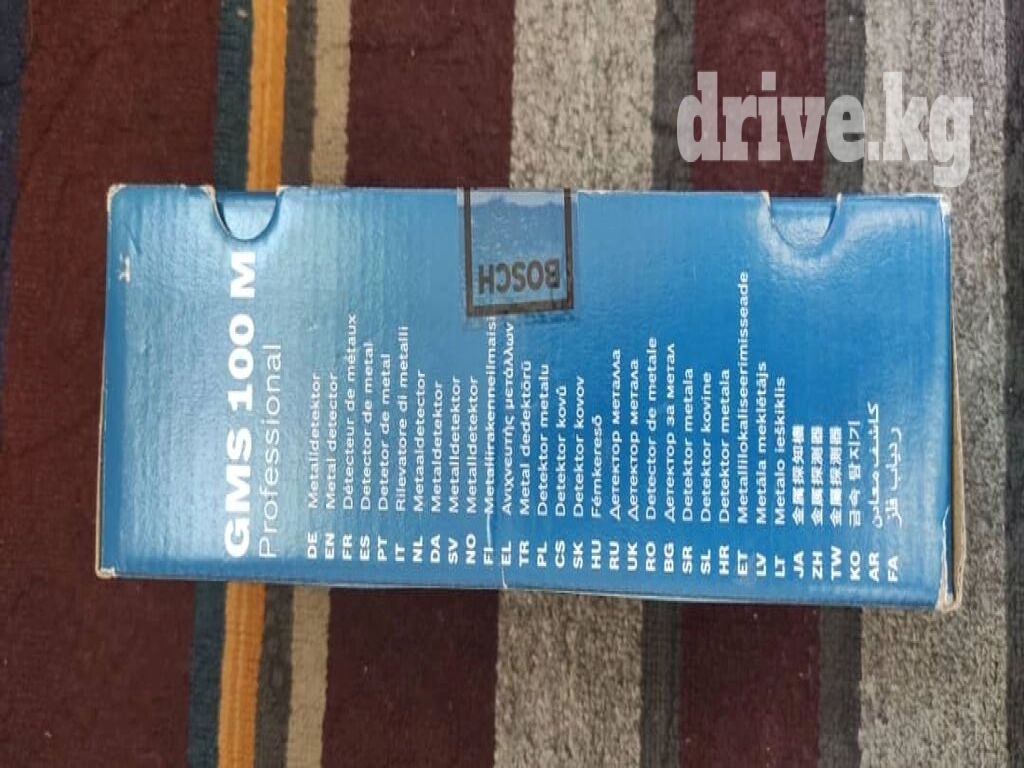 drive.kg
BOSCH
GMS 100 M
Professional
DE Metalldetektor
EN Metal detector
FR Détecteur de métaux
ES Detector de metal
PT Detetor de metal
IT Rilevatore di metalli
NL Metaaldetector
DA Metaldetektor
SV Metalldetektor
NO Metalldetektor
FI Metallinrakenneilmaisi
EL Ανιχνευτής μετάλλων
TR Metal dedektörü
PL Detektor metalu
CS Detektor kovů
SK Detektor kovov
HU Fémkereső
RU Детектор металла
UK Детектор метала
RO Detector de metale
BG Детектор за метал
SR Detektor metala
SL Detektor kovine
HR Detektor metala
ET Metallilokaliseerimisseade
LV Metāla meklētājs
LT Metalo ieškiklis
JA 金属探知機
ZH 金属探测器
TW 金屬探測器
KO 금속 탐지기
AR كاشف معادن
FA ردیاب فلز